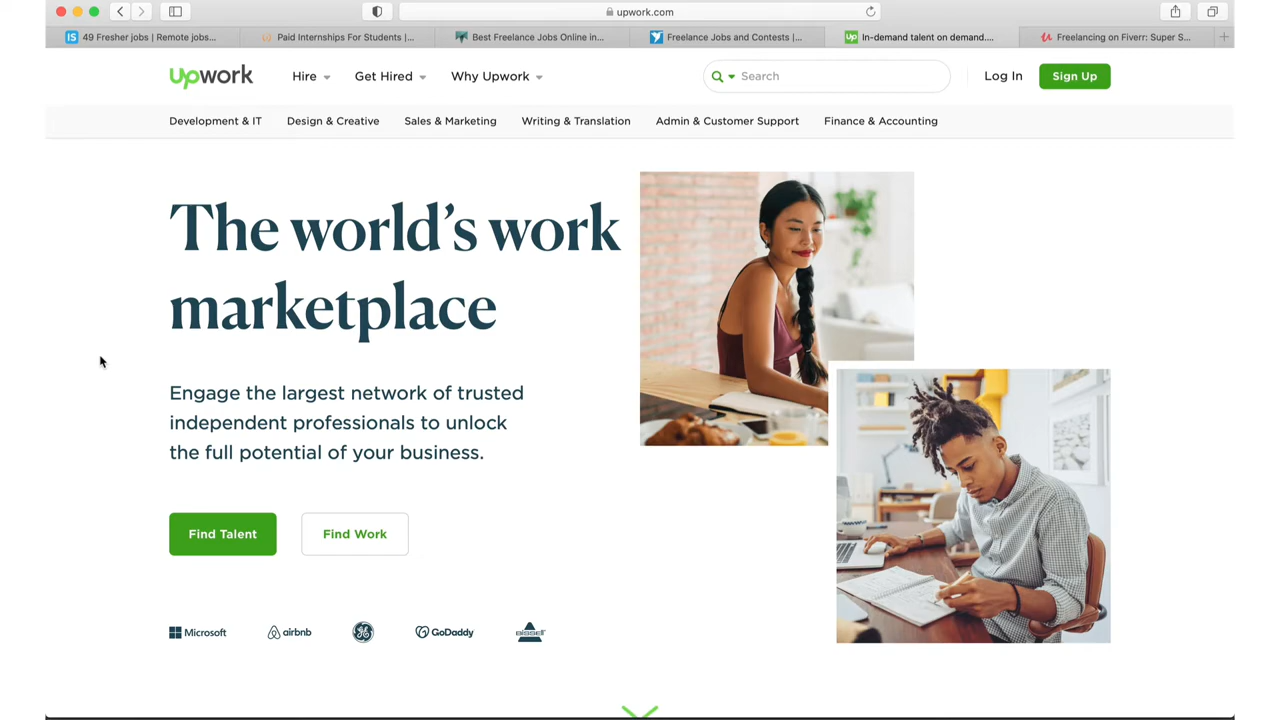 upwork.com
49 Fresher jobs | Remote jobs...
Paid Internships For Students |...
Best Freelance Jobs Online in...
Freelance Jobs and Contests |...
In-demand talent on demand....
Freelancing on Fiverr: Super S...
upwork
Hire
Get Hired
Why Upwork
Search
Log In
Sign Up
Development & IT
Design & Creative
Sales & Marketing
Writing & Translation
Admin & Customer Support
Finance & Accounting
The world's work
marketplace
Engage the largest network of trusted
independent professionals to unlock
the full potential of your business.
Find Talent
Find Work
Microsoft
airbnb
GE
GoDaddy
BISSELL